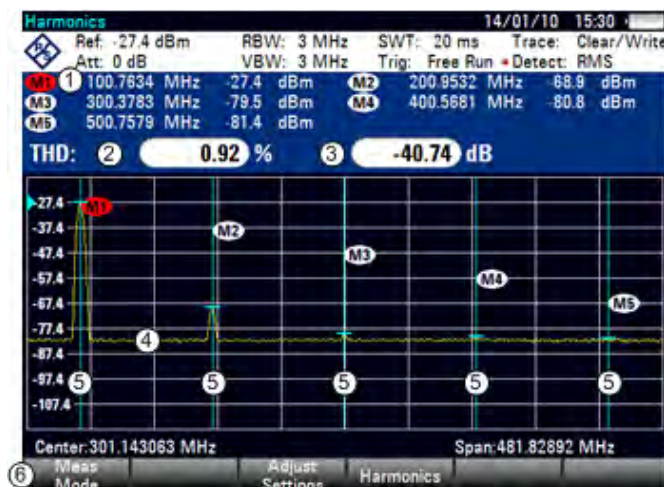 Harmonics 14/01/10 15:30
Ref: -27.4 dBm RBW: 3 MHz SWT: 20 ms Trace: Clear/Write
Att: 0 dB VBW: 3 MHz Trig: Free Run Detect: RMS
M1 1 100.7634 MHz -27.4 dBm M2 200.9532 MHz -68.9 dBm
M3 300.3783 MHz -79.5 dBm M4 400.5681 MHz -80.8 dBm
M5 500.7579 MHz -81.4 dBm
THD: 2 0.92 % 3 -40.74 dB
-27.4 M1
-37.4 M2
-47.4 M3
-57.4 M4
-67.4 M5
-77.4
4
-87.4
-97.4 5 5 5 5 5
-107.4
Center:301.143063 MHz Span:481.82892 MHz
6 Meas Mode Adjust Settings Harmonics